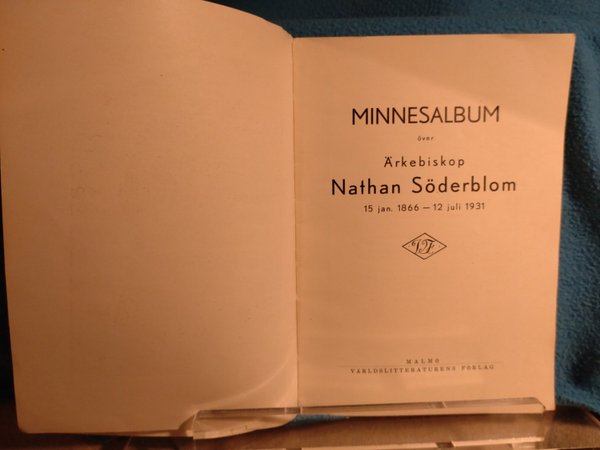 MINNESALBUM
över
Ärkebiskop
Nathan Söderblom
15 jan. 1866 — 12 juli 1931
VF
MALMÖ
VÄRLDSLITTERATURENS FÖRLAG